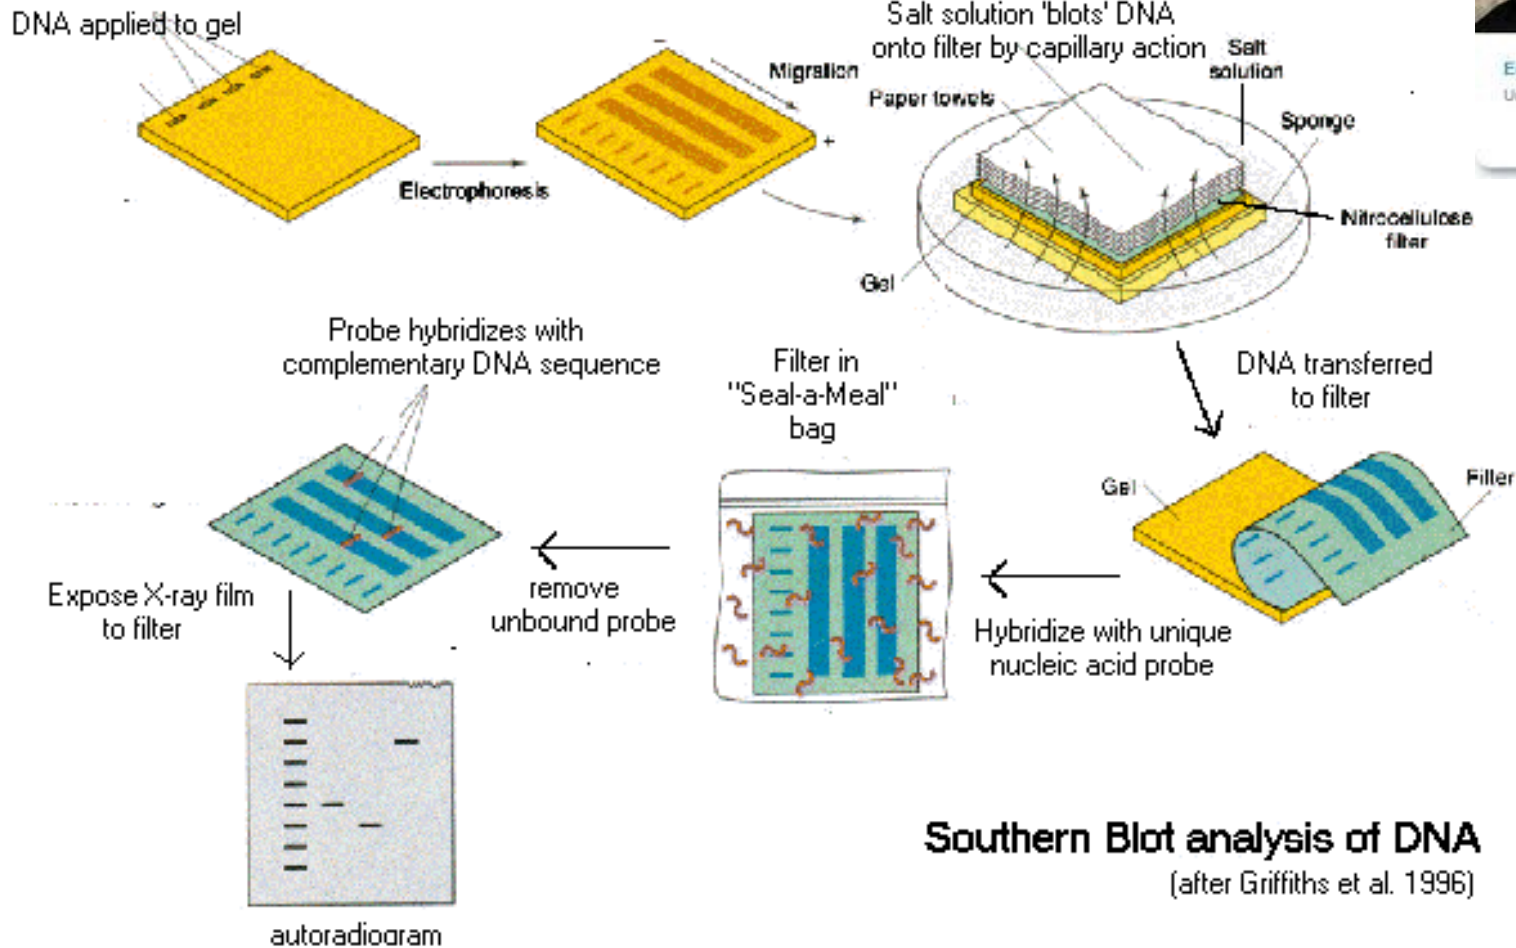 DNA applied to gel
Electrophoresis
−
Migration
+
Salt solution 'blots' DNA
onto filter by capillary action
Paper towels
Salt
solution
Sponge
Nitrocellulose
filter
Gel
DNA transferred
to filter
Gel
Filter
Hybridize with unique
nucleic acid probe
Filter in
"Seal-a-Meal"
bag
remove
unbound probe
Probe hybridizes with
complementary DNA sequence
Expose X-ray film
to filter
autoradiogram
Southern Blot analysis of DNA
(after Griffiths et al. 1996)